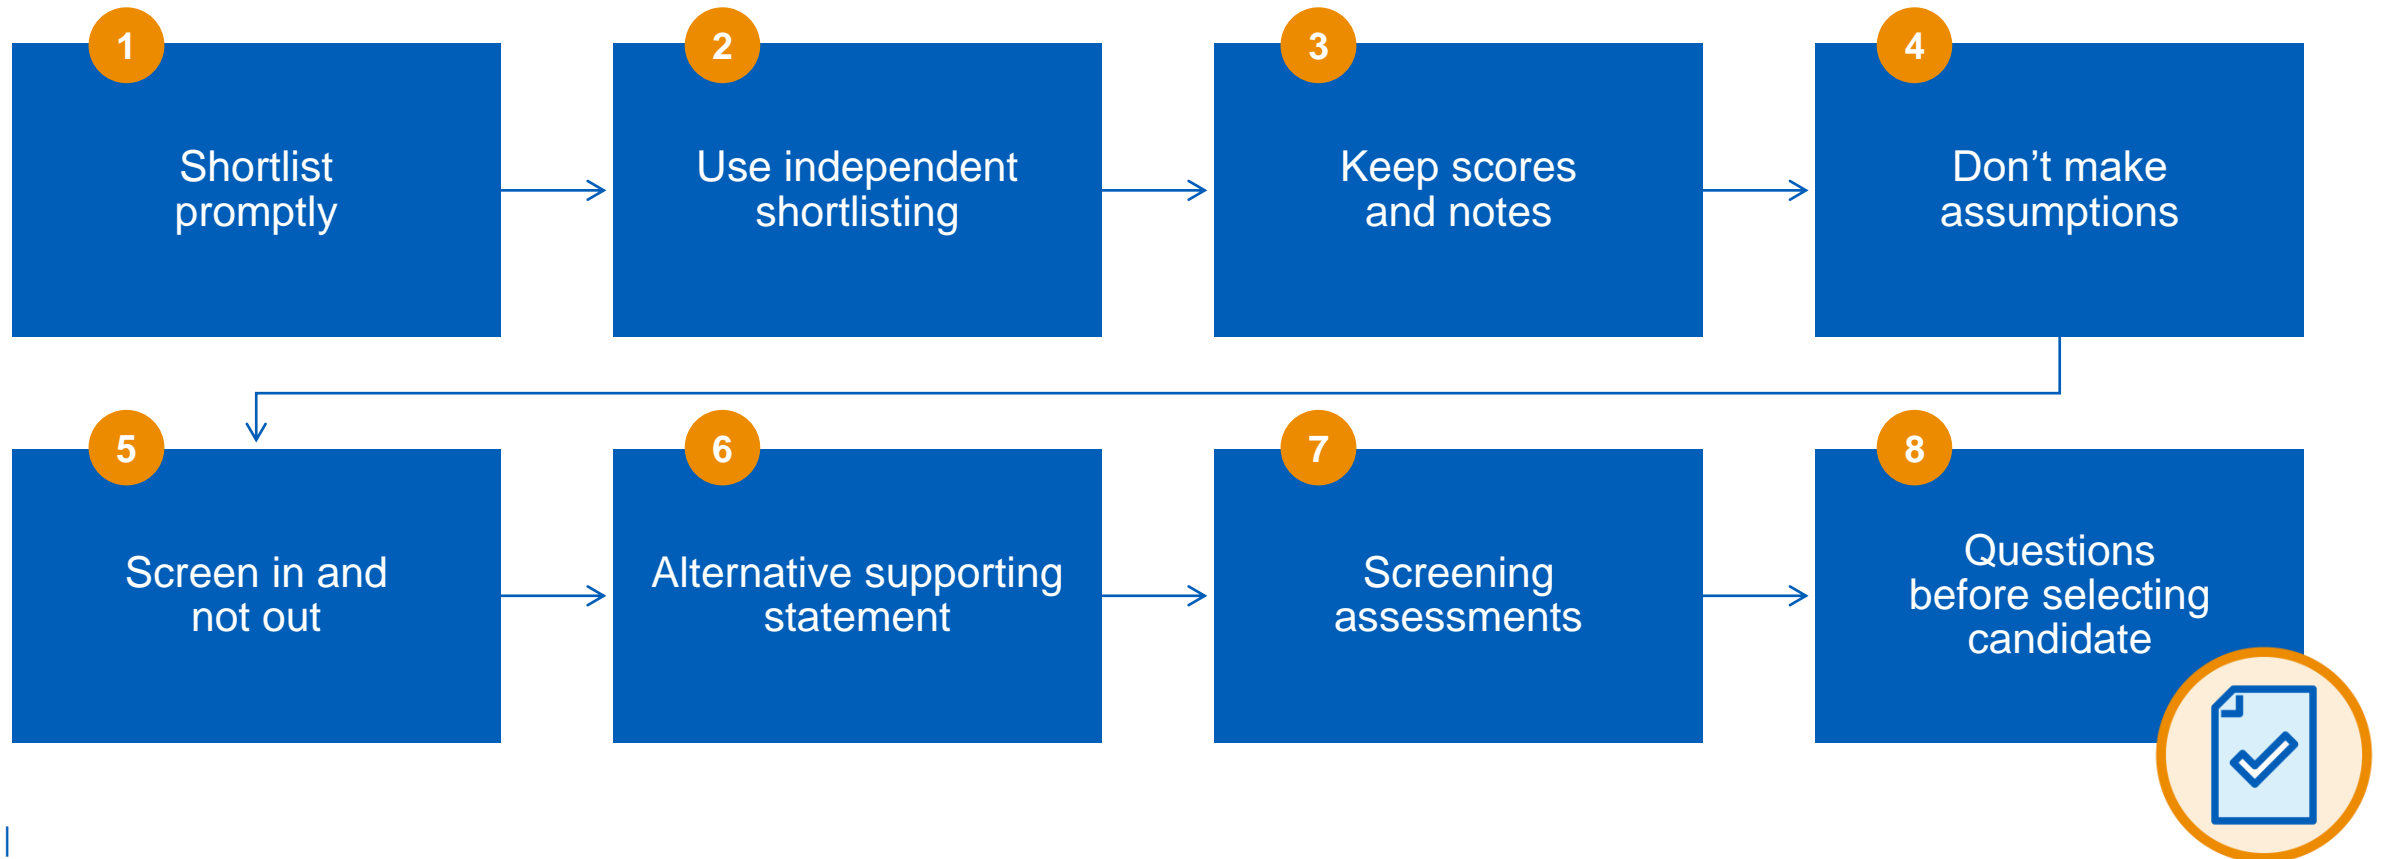 1
Shortlist
promptly
2
Use independent
shortlisting
3
Keep scores
and notes
4
Don’t make
assumptions
5
Screen in and
not out
6
Alternative supporting
statement
7
Screening
assessments
8
Questions
before selecting
candidate